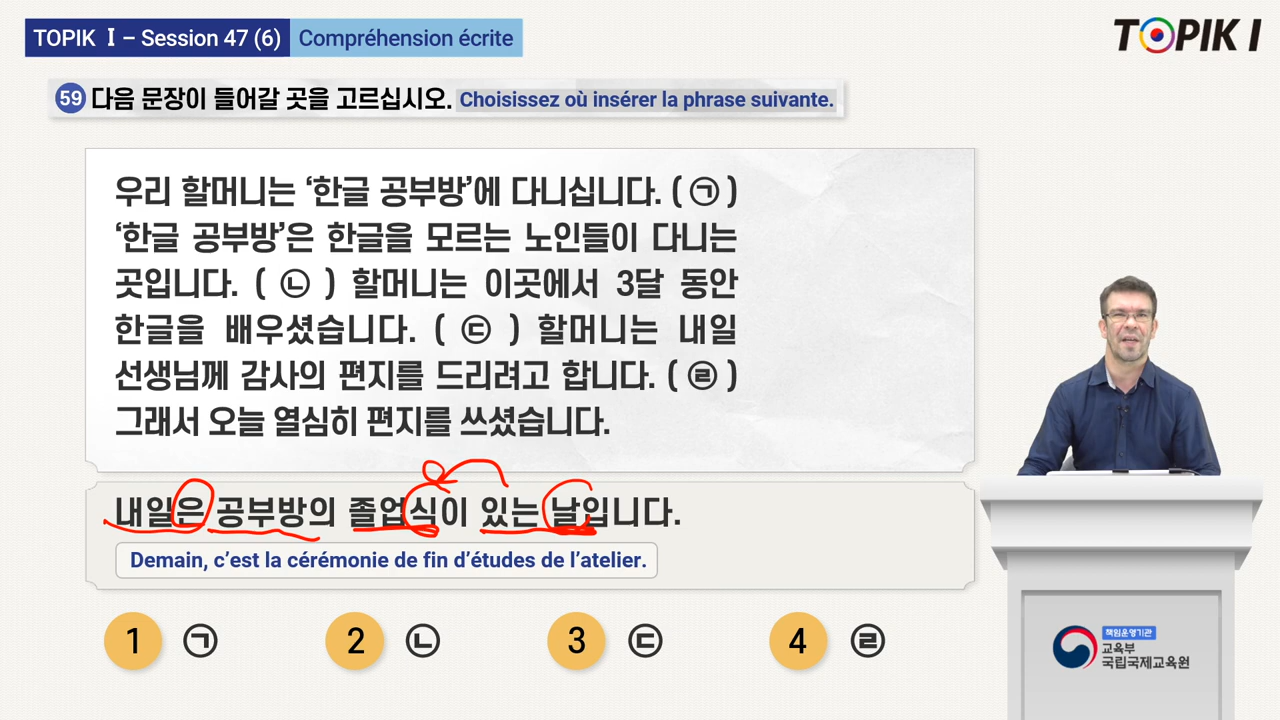 TOPIK Ⅰ – Session 47 (6) Compréhension écrite
TOPIK I
59 다음 문장이 들어갈 곳을 고르십시오. Choisissez où insérer la phrase suivante.
우리 할머니는 ‘한글 공부방’에 다니십니다. ( ㉠ )
‘한글 공부방’은 한글을 모르는 노인들이 다니는
곳입니다. ( ㉡ ) 할머니는 이곳에서 3달 동안
한글을 배우셨습니다. ( ㉢ ) 할머니는 내일
선생님께 감사의 편지를 드리려고 합니다. ( ㉣ )
그래서 오늘 열심히 편지를 쓰셨습니다.
내일은 공부방의 졸업식이 있는 날입니다.
Demain, c’est la cérémonie de fin d’études de l’atelier.
1 ㉠ 2 ㉡ 3 ㉢ 4 ㉣
책임운영기관
교육부
국립국제교육원